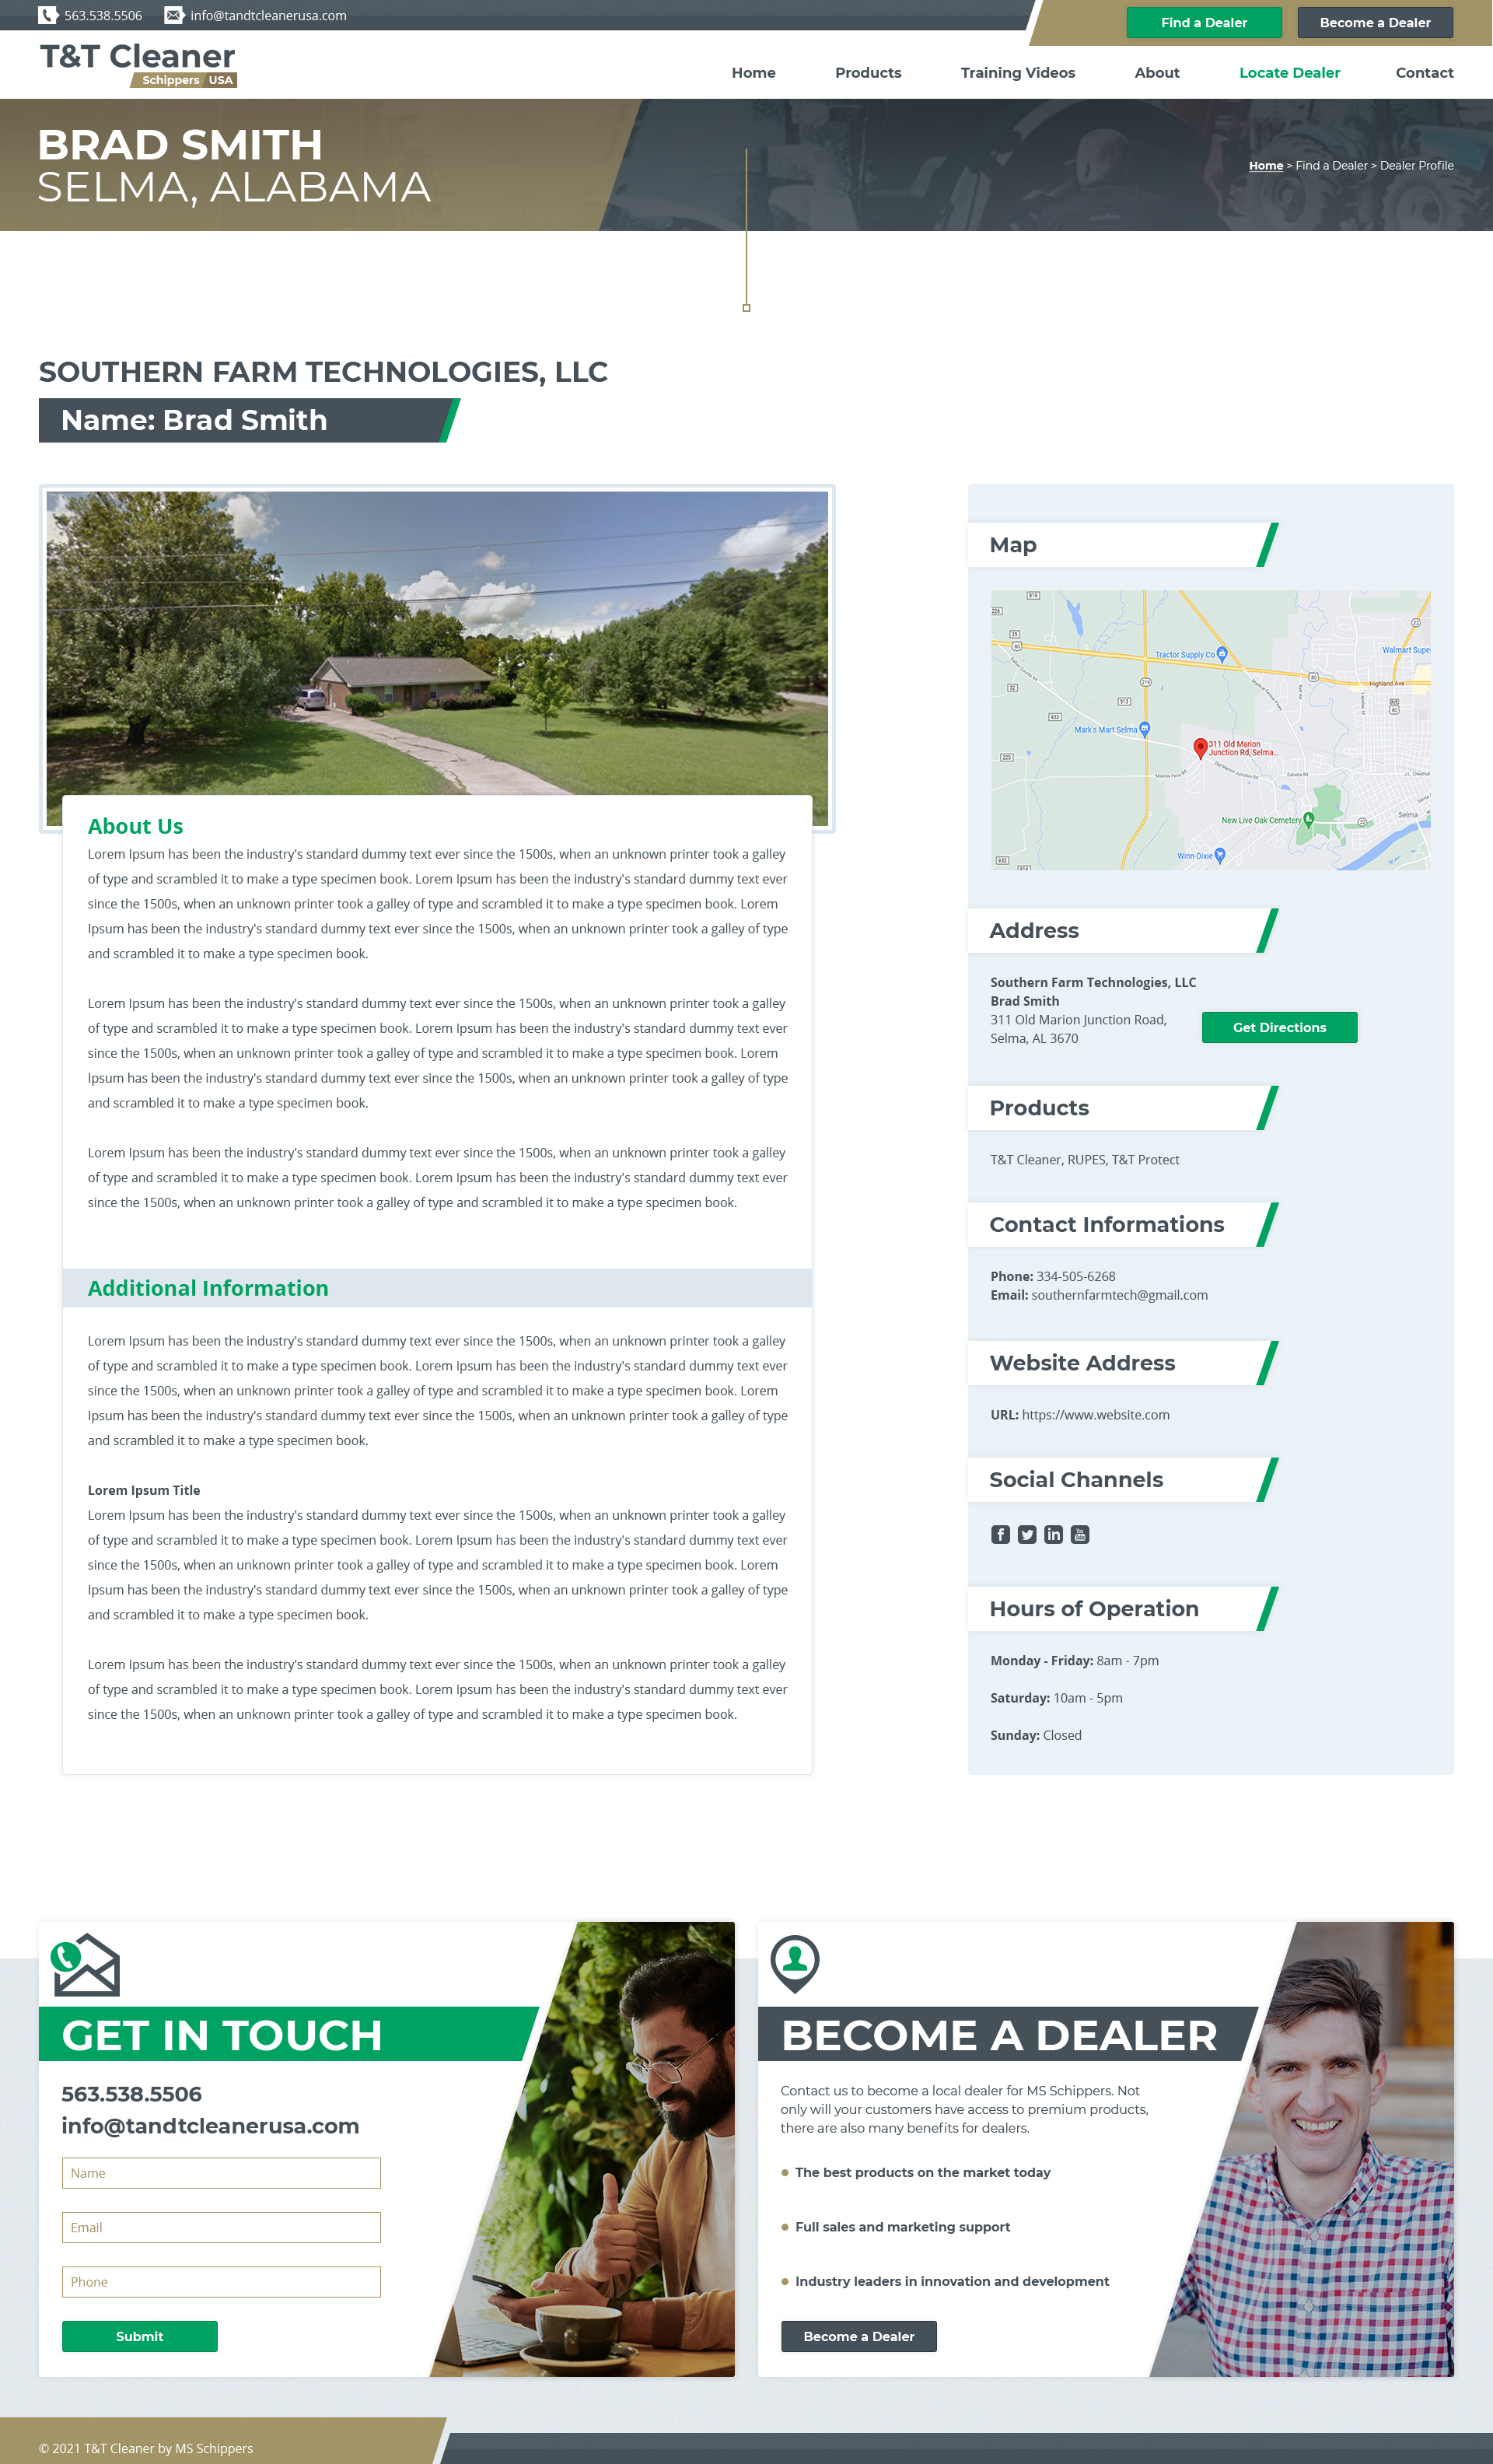 563.538.5506
info@tandtcleanerusa.com
Find a Dealer
Become a Dealer
T&T Cleaner
Schippers USA
Home
Products
Training Videos
About
Locate Dealer
Contact
BRAD SMITH
SELMA, ALABAMA
Home > Find a Dealer > Dealer Profile
SOUTHERN FARM TECHNOLOGIES, LLC
Name: Brad Smith
About Us
Lorem Ipsum has been the industry's standard dummy text ever since the 1500s, when an unknown printer took a galley
of type and scrambled it to make a type specimen book. Lorem Ipsum has been the industry's standard dummy text ever
since the 1500s, when an unknown printer took a galley of type and scrambled it to make a type specimen book. Lorem
Ipsum has been the industry's standard dummy text ever since the 1500s, when an unknown printer took a galley of type
and scrambled it to make a type specimen book.
Lorem Ipsum has been the industry's standard dummy text ever since the 1500s, when an unknown printer took a galley
of type and scrambled it to make a type specimen book. Lorem Ipsum has been the industry's standard dummy text ever
since the 1500s, when an unknown printer took a galley of type and scrambled it to make a type specimen book. Lorem
Ipsum has been the industry's standard dummy text ever since the 1500s, when an unknown printer took a galley of type
and scrambled it to make a type specimen book.
Lorem Ipsum has been the industry's standard dummy text ever since the 1500s, when an unknown printer took a galley
of type and scrambled it to make a type specimen book. Lorem Ipsum has been the industry's standard dummy text ever
since the 1500s, when an unknown printer took a galley of type and scrambled it to make a type specimen book.
Additional Information
Lorem Ipsum has been the industry's standard dummy text ever since the 1500s, when an unknown printer took a galley
of type and scrambled it to make a type specimen book. Lorem Ipsum has been the industry's standard dummy text ever
since the 1500s, when an unknown printer took a galley of type and scrambled it to make a type specimen book. Lorem
Ipsum has been the industry's standard dummy text ever since the 1500s, when an unknown printer took a galley of type
and scrambled it to make a type specimen book.
Lorem Ipsum Title
Lorem Ipsum has been the industry's standard dummy text ever since the 1500s, when an unknown printer took a galley
of type and scrambled it to make a type specimen book. Lorem Ipsum has been the industry's standard dummy text ever
since the 1500s, when an unknown printer took a galley of type and scrambled it to make a type specimen book. Lorem
Ipsum has been the industry's standard dummy text ever since the 1500s, when an unknown printer took a galley of type
and scrambled it to make a type specimen book.
Lorem Ipsum has been the industry's standard dummy text ever since the 1500s, when an unknown printer took a galley
of type and scrambled it to make a type specimen book. Lorem Ipsum has been the industry's standard dummy text ever
since the 1500s, when an unknown printer took a galley of type and scrambled it to make a type specimen book.
Map
819
226
35
80
22
Tractor Supply Co
Walmart Supe
219
80
Highland Ave
32
513
80
933
Mark's Mart Selma
311 Old Marion
Junction Rd, Selma...
220
Old Marion Junction Rd
New Live Oak Cemetery
22
Selma
Winn-Dixie
930
Address
Southern Farm Technologies, LLC
Brad Smith
311 Old Marion Junction Road,
Selma, AL 3670
Get Directions
Products
T&T Cleaner, RUPES, T&T Protect
Contact Informations
Phone: 334-505-6268
Email: southernfarmtech@gmail.com
Website Address
URL: https://www.website.com
Social Channels
Hours of Operation
Monday - Friday: 8am - 7pm
Saturday: 10am - 5pm
Sunday: Closed
GET IN TOUCH
563.538.5506
info@tandtcleanerusa.com
Name
Email
Phone
Submit
BECOME A DEALER
Contact us to become a local dealer for MS Schippers. Not
only will your customers have access to premium products,
there are also many benefits for dealers.
The best products on the market today
Full sales and marketing support
Industry leaders in innovation and development
Become a Dealer
© 2021 T&T Cleaner by MS Schippers